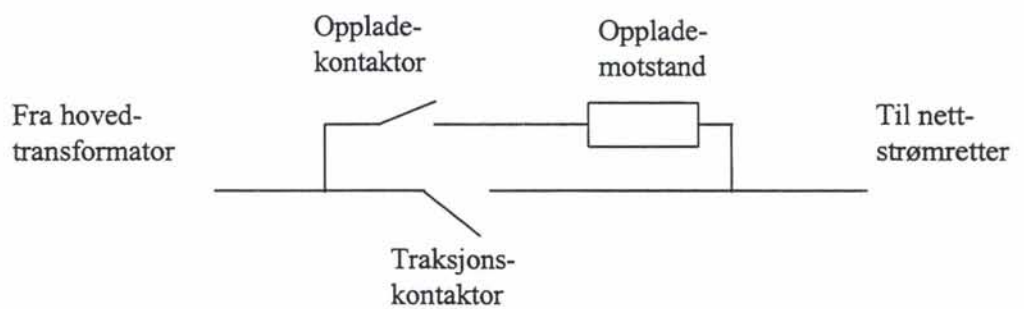 Opplade-
kontaktor
Opplade-
motstand
Fra hoved-
transformator
Til nett-
strømretter
Traksjons-
kontaktor